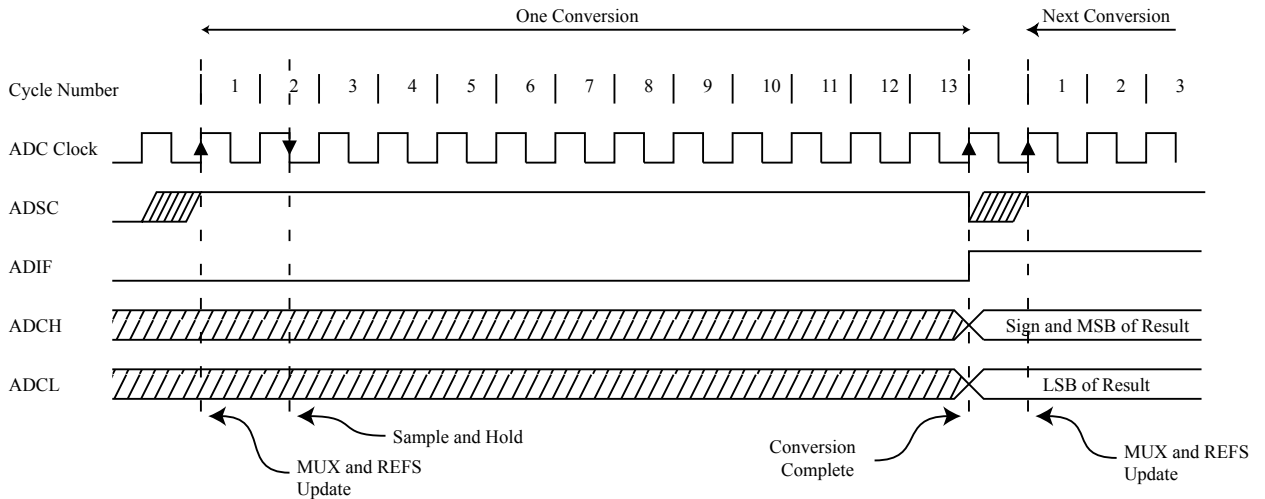 One Conversion
Next Conversion
Cycle Number
1 2 3 4 5 6 7 8 9 10 11 12 13 1 2 3
ADC Clock
ADSC
ADIF
ADCH
Sign and MSB of Result
ADCL
LSB of Result
Sample and Hold
MUX and REFS
Update
Conversion
Complete
MUX and REFS
Update